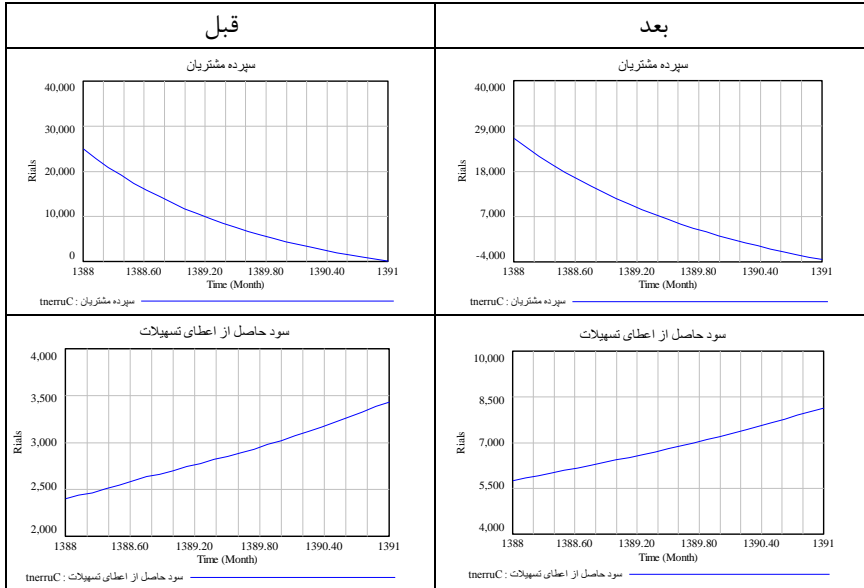 قبل
بعد
سپرده مشتریان
40,000
30,000
20,000
10,000
0
Rials
1388 1388.60 1389.20 1389.80 1390.40 1391
Time (Month)
سپرده مشتریان : tnerruC
سپرده مشتریان
40,000
29,000
18,000
7,000
-4,000
Rials
1388 1388.60 1389.20 1389.80 1390.40 1391
Time (Month)
سپرده مشتریان : tnerruC
سود حاصل از اعطای تسهیلات
4,000
3,500
3,000
2,500
2,000
Rials
1388 1388.60 1389.20 1389.80 1390.40 1391
Time (Month)
سود حاصل از اعطای تسهیلات : tnerruC
سود حاصل از اعطای تسهیلات
10,000
8,500
7,000
5,500
4,000
Rials
1388 1388.60 1389.20 1389.80 1390.40 1391
Time (Month)
سود حاصل از اعطای تسهیلات : tnerruC